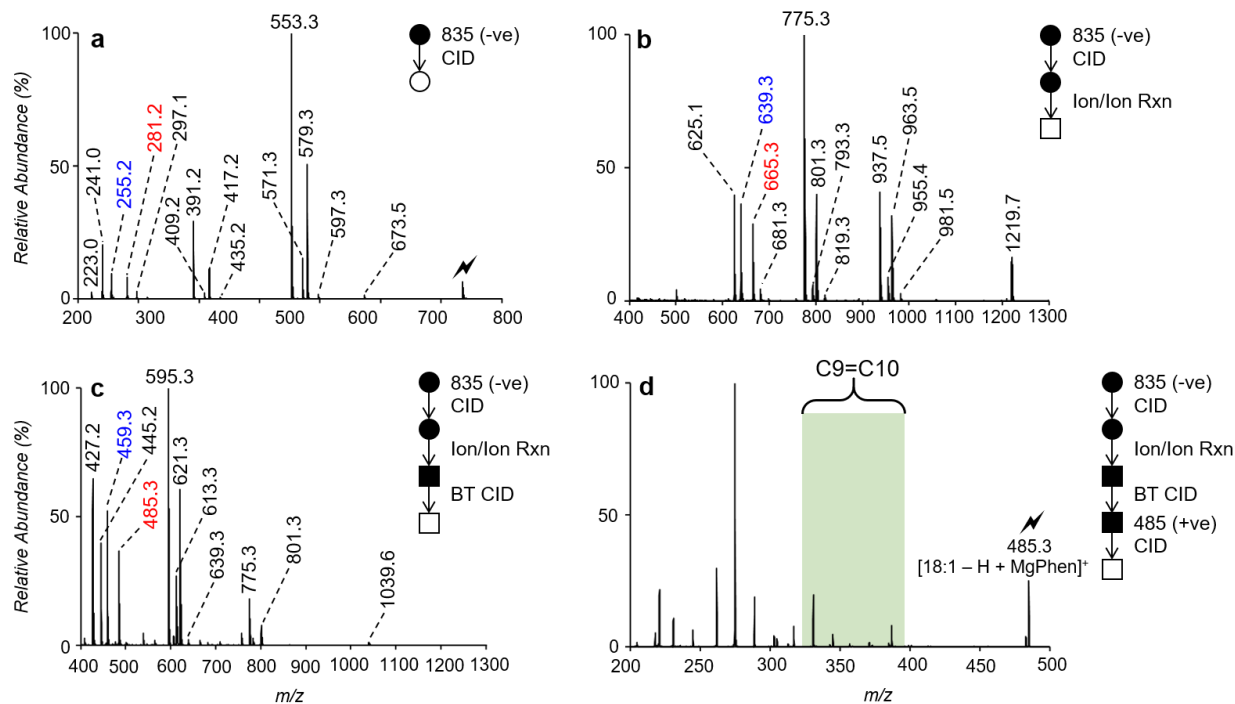 a
Relative Abundance (%)
100
50
0
223.0
241.0
255.2
281.2
297.1
409.2
391.2
417.2
435.2
553.3
571.3
579.3
597.3
673.5
200 300 400 500 600 700 800
835 (-ve)
CID
b
100
50
0
625.1
639.3
665.3
681.3
775.3
801.3
793.3
819.3
937.5
963.5
955.4
981.5
1219.7
400 500 600 700 800 900 1000 1100 1200 1300
835 (-ve)
CID
Ion/Ion Rxn
c
Relative Abundance (%)
100
50
0
427.2
459.3
445.2
485.3
595.3
621.3
613.3
639.3
775.3
801.3
1039.6
400 500 600 700 800 900 1000 1100 1200 1300
m/z
835 (-ve)
CID
Ion/Ion Rxn
BT CID
d
100
50
0
C9=C10
485.3
[18:1 – H + MgPhen]⁺
200 250 300 350 400 450 500
m/z
835 (-ve)
CID
Ion/Ion Rxn
BT CID
485 (+ve)
CID